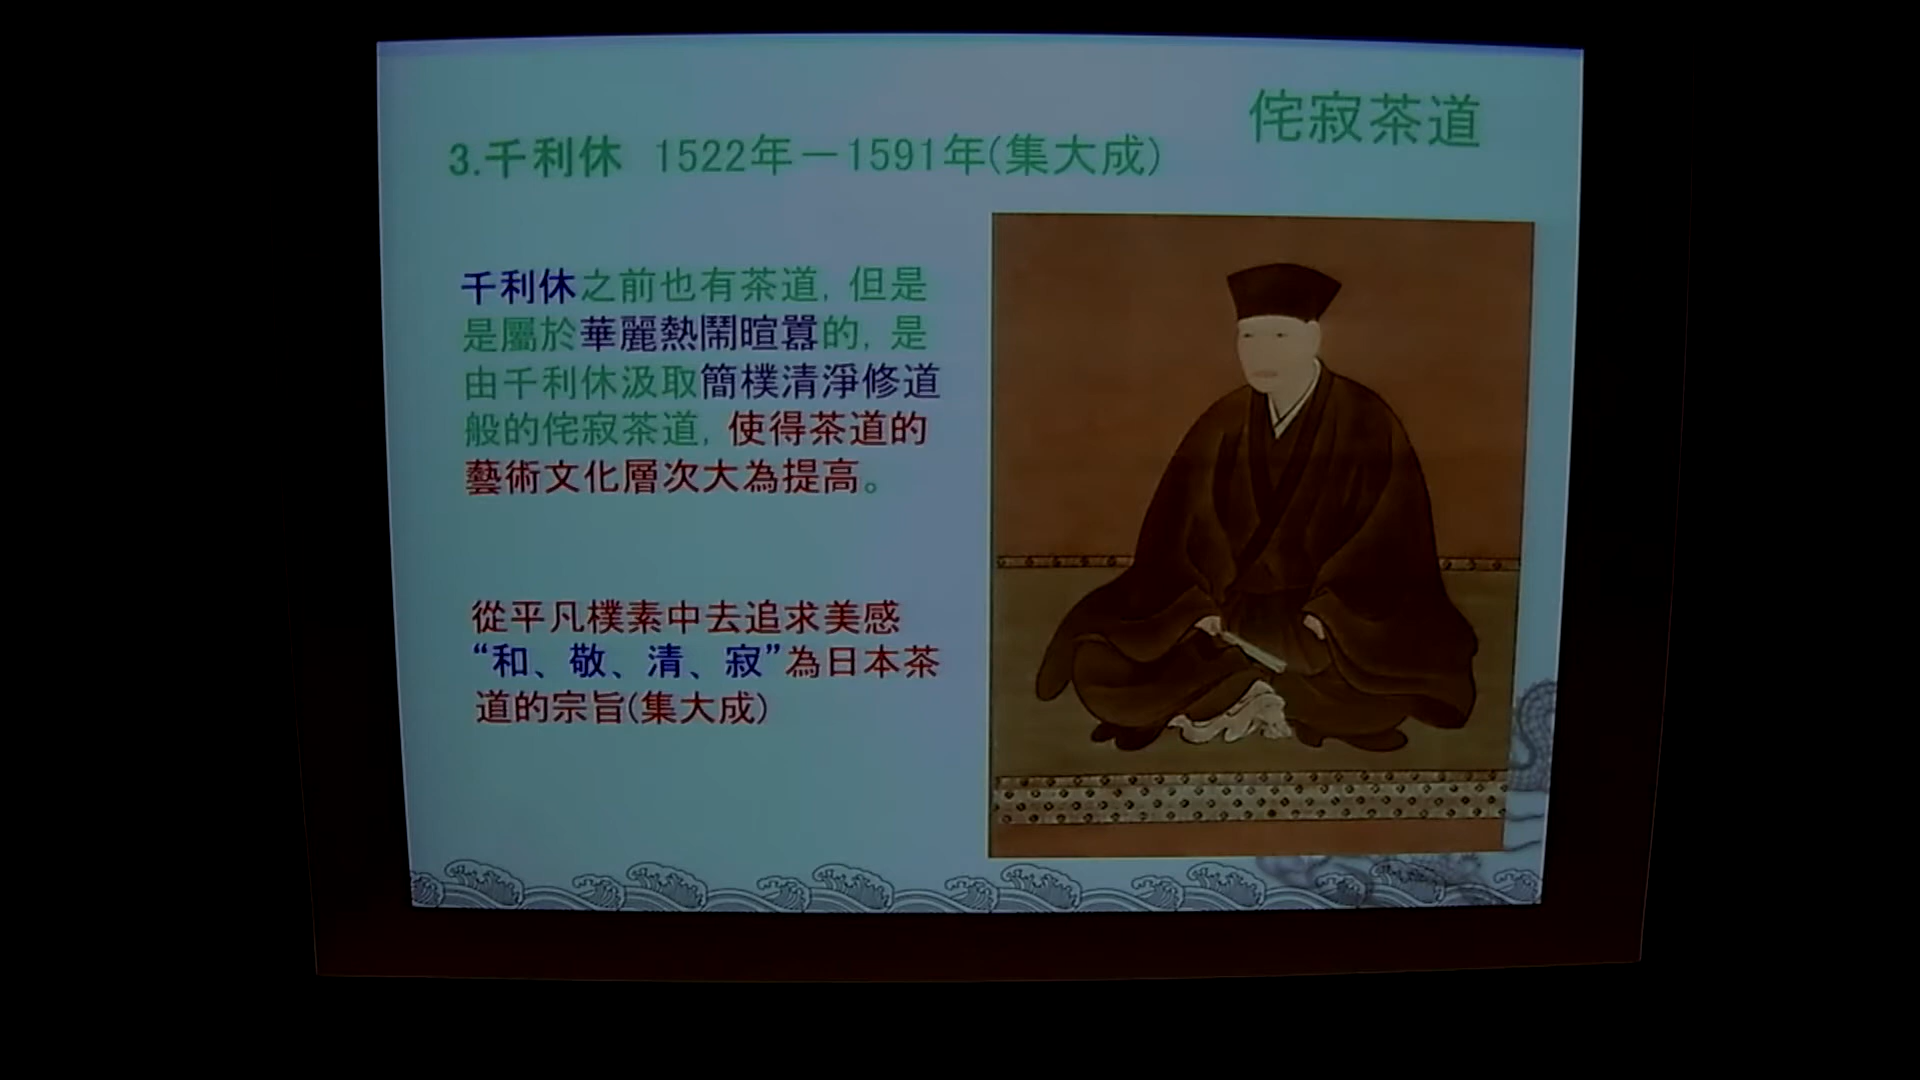 侘寂茶道
3.千利休 1522年－1591年(集大成)
千利休之前也有茶道, 但是
是屬於華麗熱鬧暄囂的, 是
由千利休汲取簡樸清淨修道
般的侘寂茶道, 使得茶道的
藝術文化層次大為提高。
從平凡樸素中去追求美感
“和、敬、清、寂”為日本茶
道的宗旨(集大成)